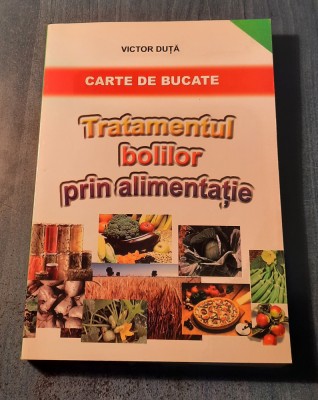 VICTOR DUȚĂ
CARTE DE BUCATE
Tratamentul
bolilor
prin alimentație